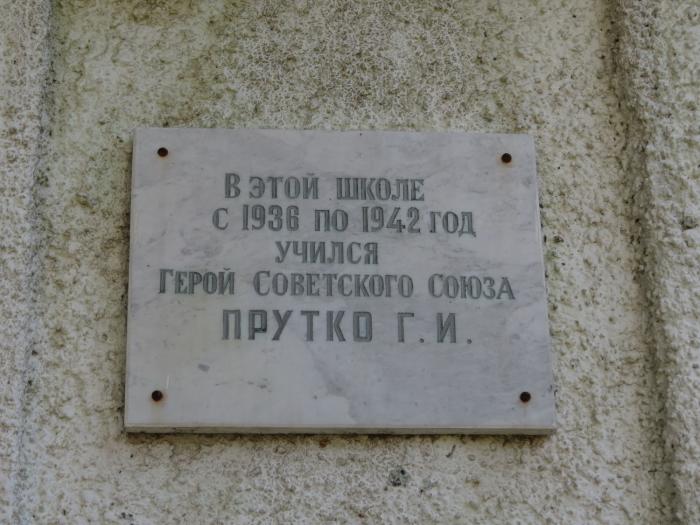 В ЭТОЙ ШКОЛЕ
С 1936 ПО 1942 ГОД
УЧИЛСЯ
ГЕРОЙ СОВЕТСКОГО СОЮЗА
ПРУТКО Г. И.